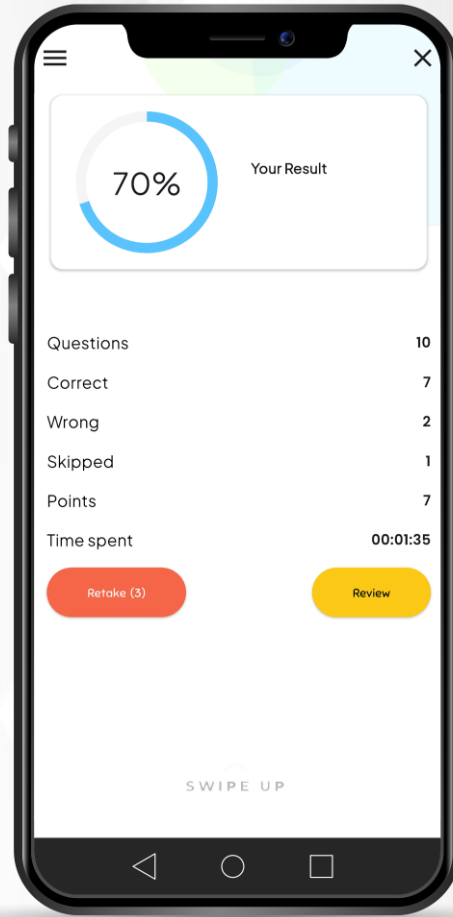 70%
Your Result
Questions 10
Correct 7
Wrong 2
Skipped 1
Points 7
Time spent 00:01:35
Retake (3) Review
SWIPE UP